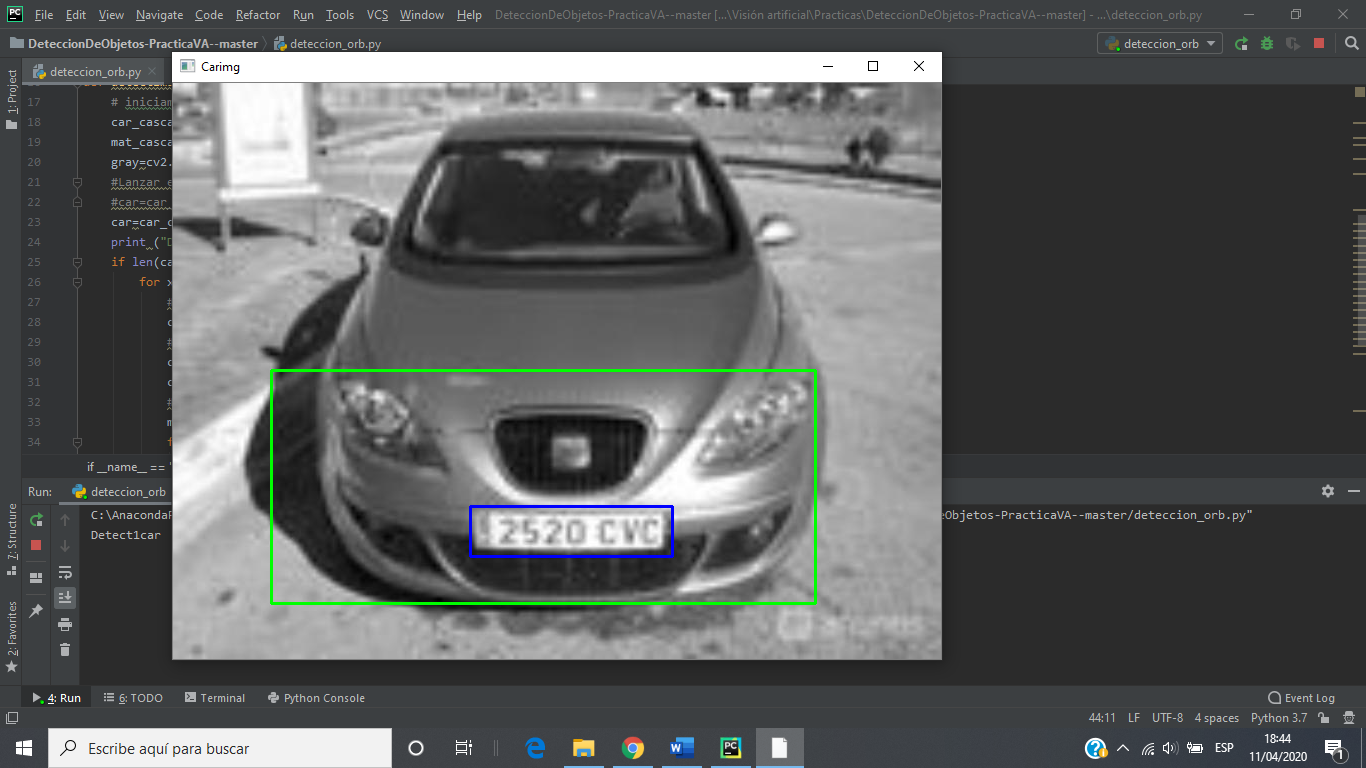 File Edit View Navigate Code Refactor Run Tools VCS Window Help DeteccionDeObjetos-PracticaVA--master [...\Visión artificial\Practicas\DeteccionDeObjetos-PracticaVA--master] - ...\deteccion_orb.py
DeteccionDeObjetos-PracticaVA--master deteccion_orb.py deteccion_orb
Carimg
1: Project
deteccion_orb.py
17 # iniciam
18 car_casca
19 mat_casca
20 gray=cv2.
21 #Lanzar e
22 #car=car_
23 car=car_c
24 print ("D
25 if len(ca
26 for x
27 #
28 c
29 #
30 c
31 c
32 #
33 m
34 f
2520 CVC
if __name__ == '
Run: deteccion_orb
C:\AnacondaP eObjetos-PracticaVA--master/deteccion_orb.py"
Detect1car
7: Structure
2: Favorites
4: Run 6: TODO Terminal Python Console Event Log
44:11 LF UTF-8 4 spaces Python 3.7
Escribe aquí para buscar
ESP
18:44
11/04/2020
1